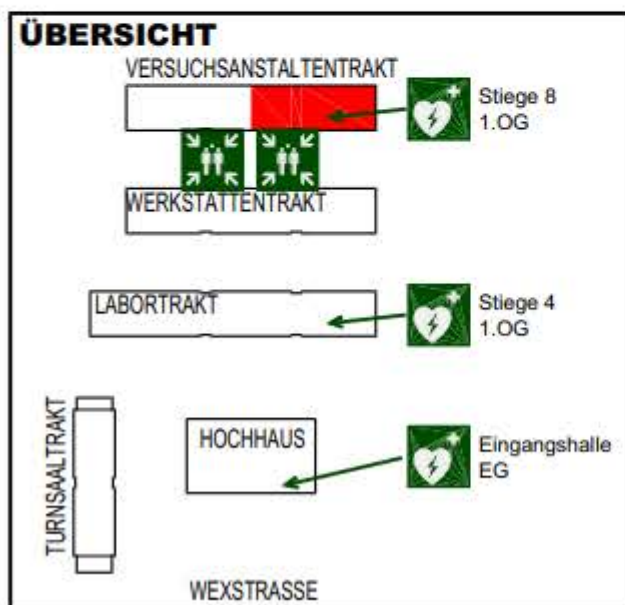 ÜBERSICHT
VERSUCHSANSTALTENTRAKT
Stiege 8
1.OG
WERKSTÄTTENTRAKT
LABORTRAKT
Stiege 4
1.OG
TURNSAALTRAKT
HOCHHAUS
Eingangshalle
EG
WEXSTRASSE